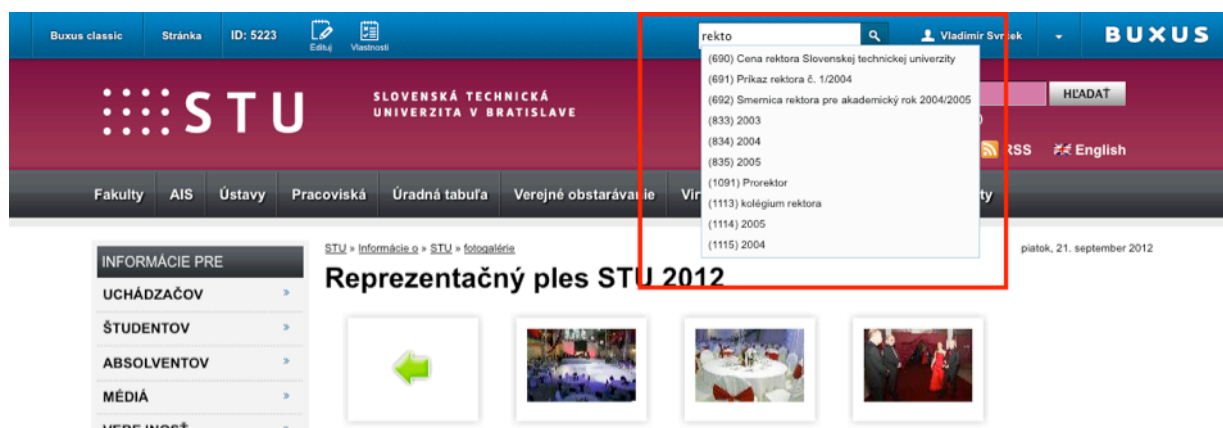 Buxus classic Stránka ID: 5223 Edituj Vlastnosti rekto Vladimír BUXUS
(690) Cena rektora Slovenskej technickej univerzity
(691) Príkaz rektora č. 1/2004
(692) Smernica rektora pre akademický rok 2004/2005
(833) 2003
(834) 2004
(835) 2005
(1091) Prorektor
(1113) kolégium rektora
(1114) 2005
(1115) 2004
STU
SLOVENSKÁ TECHNICKÁ
UNIVERZITA V BRATISLAVE
HĽADAŤ
RSS English
Fakulty AIS Ústavy Pracoviská Úradná tabuľa Verejné obstarávanie
STU » Informácie o » STU » fotogalérie
piatok, 21. september 2012
Reprezentačný ples STU 2012
INFORMÁCIE PRE
UCHÁDZAČOV »
ŠTUDENTOV »
ABSOLVENTOV »
MÉDIÁ »